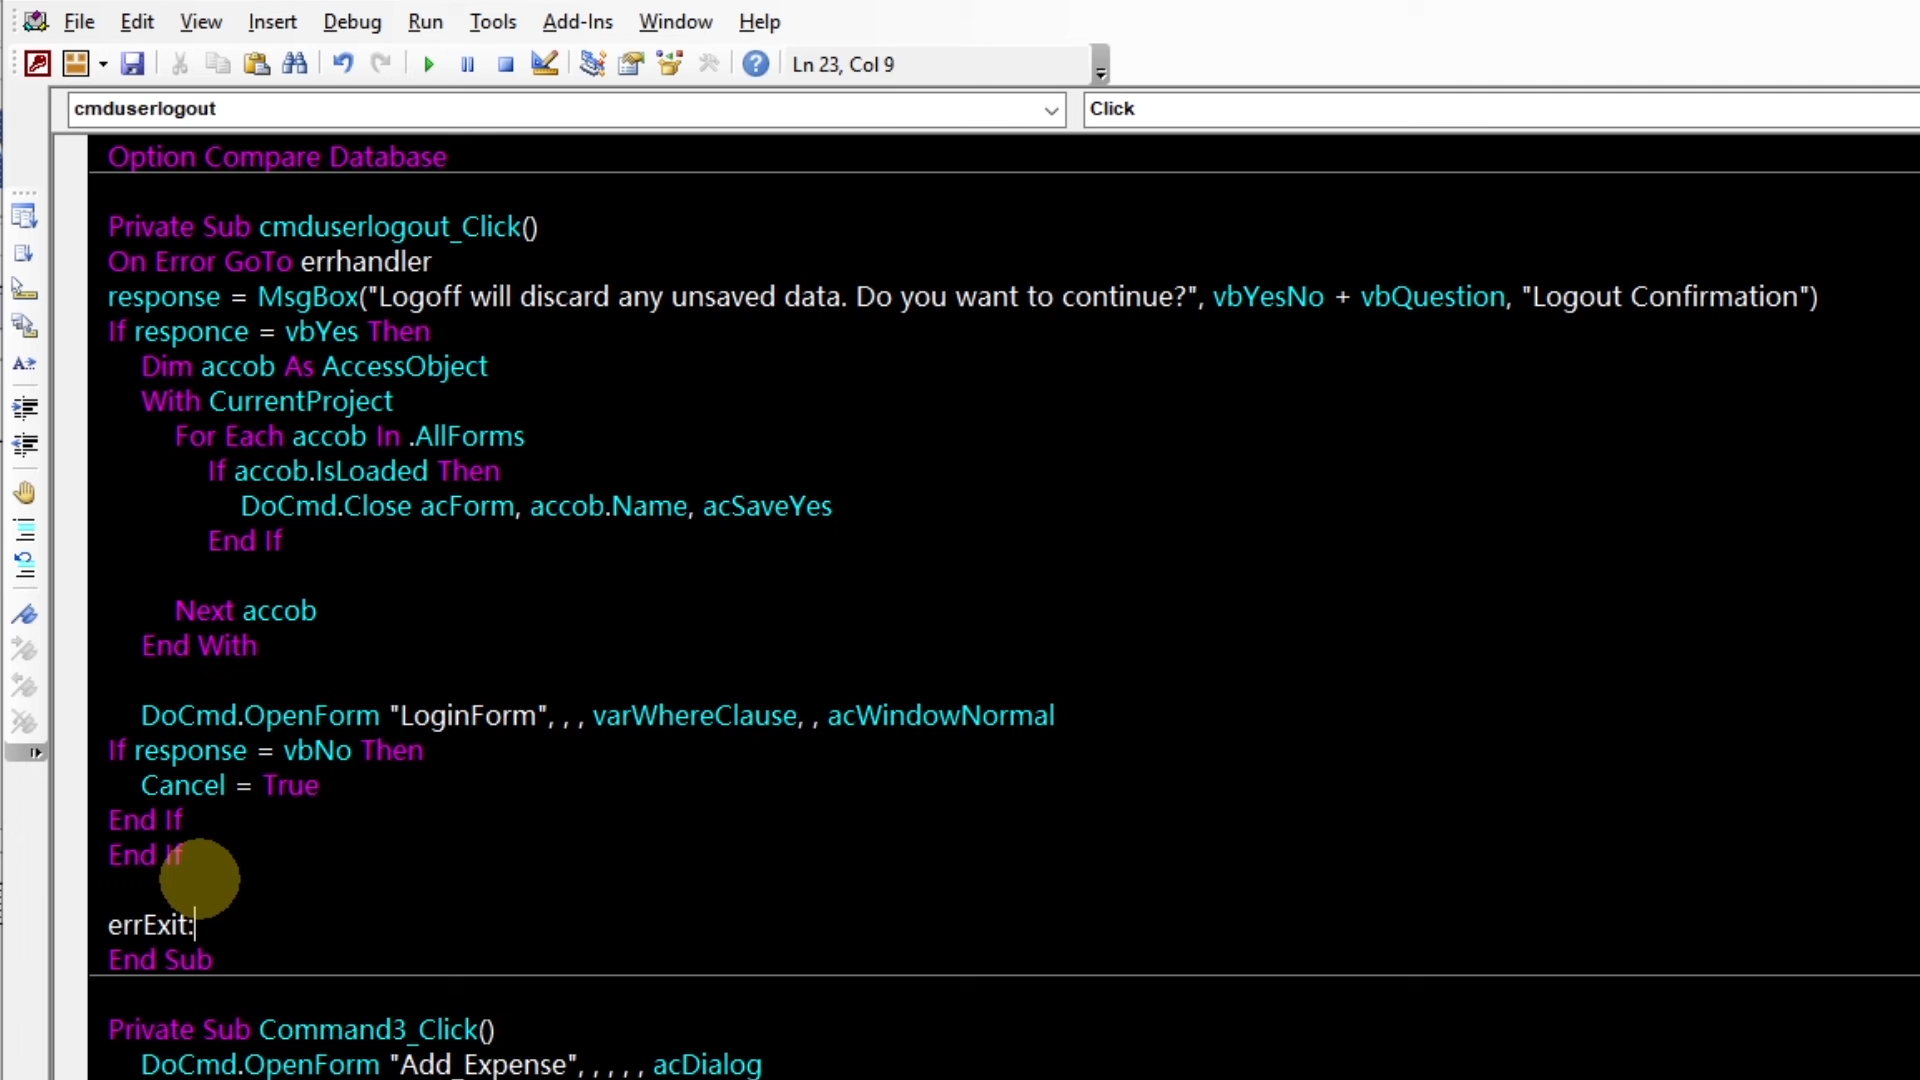 File Edit View Insert Debug Run Tools Add-Ins Window Help
Ln 23, Col 9
cmduserlogout Click
Option Compare Database
Private Sub cmduserlogout_Click()
On Error GoTo errhandler
response = MsgBox("Logoff will discard any unsaved data. Do you want to continue?", vbYesNo + vbQuestion, "Logout Confirmation")
If responce = vbYes Then
Dim accob As AccessObject
With CurrentProject
For Each accob In .AllForms
If accob.IsLoaded Then
DoCmd.Close acForm, accob.Name, acSaveYes
End If
Next accob
End With
DoCmd.OpenForm "LoginForm", , , varWhereClause, , acWindowNormal
If response = vbNo Then
Cancel = True
End If
End If
errExit:
End Sub
Private Sub Command3_Click()
DoCmd.OpenForm "Add_Expense", , , , , acDialog